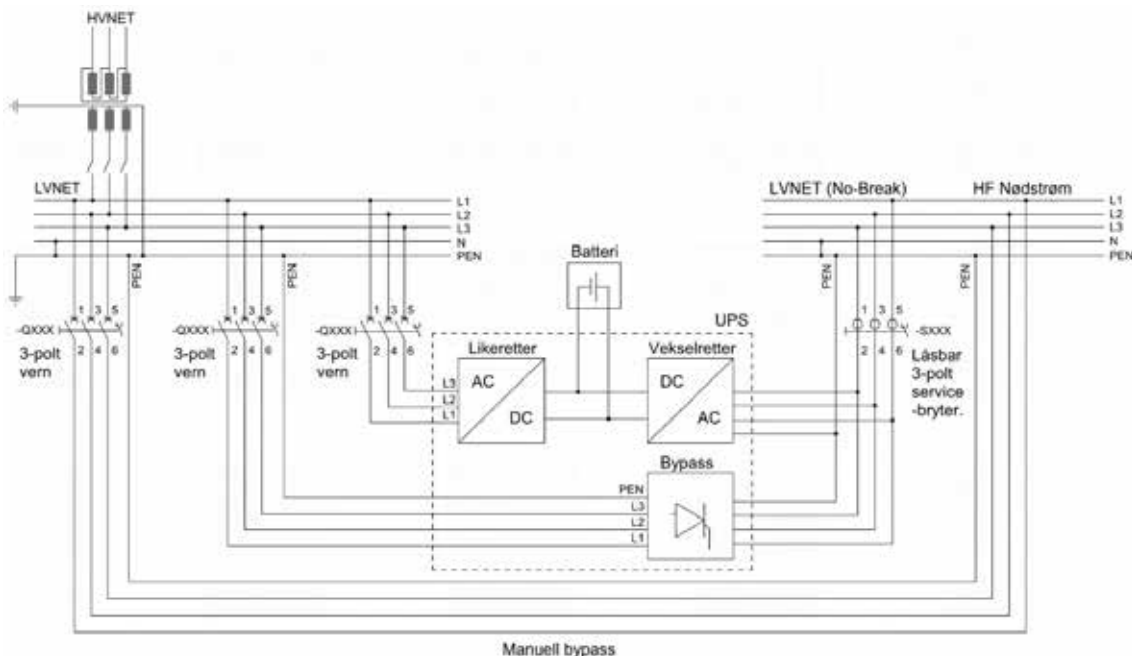 HVNET
LVNET
L1
L2
L3
N
PEN
LVNET (No-Break)
HF Nødstrøm
L1
L2
L3
N
PEN
PEN
PEN
PEN
PEN
Batteri
1 3 5
-QXXX
2 4 6
3-polt
vern
1 3 5
-QXXX
2 4 6
3-polt
vern
1 3 5
-QXXX
2 4 6
3-polt
vern
UPS
Likeretter
AC
DC
L3
L2
L1
Vekselretter
DC
AC
1 3 5
-SXXX
2 4 6
Låsbar
3-polt
service
-bryter.
Bypass
PEN
L3
L2
L1
Manuell bypass